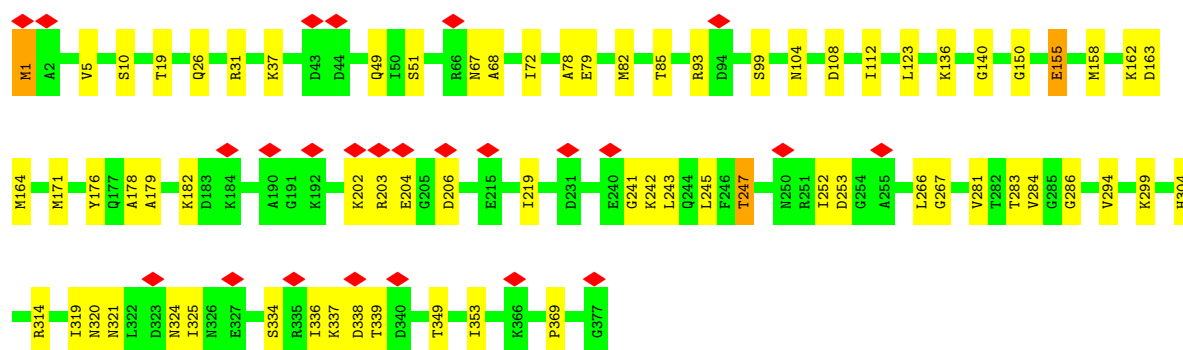 M1 A2 V5 S10 T19 Q26 R31 K37 D43 D44 Q49 I50 S51 R66 N67 A68 I72 A78 E79 M82 T85 R93 D94 S99 N104 D108 I112 L123 K136 G140 G150 E155 M158 K162 D163
M164 M171 Y176 Q177 A178 A179 K182 D183 K184 A190 G191 K192 K202 R203 E204 G205 D206 E215 I219 D231 E240 G241 K242 L243 Q244 L245 F246 T247 N250 R251 I252 D253 G254 A255 L266 G267 V281 T282 T283 V284 G285 G286 V294 K299 H304
R314 I319 N320 N321 L322 D323 N324 I325 N326 E327 S334 R335 I336 K337 D338 T339 D340 T349 I353 K366 P369 G377